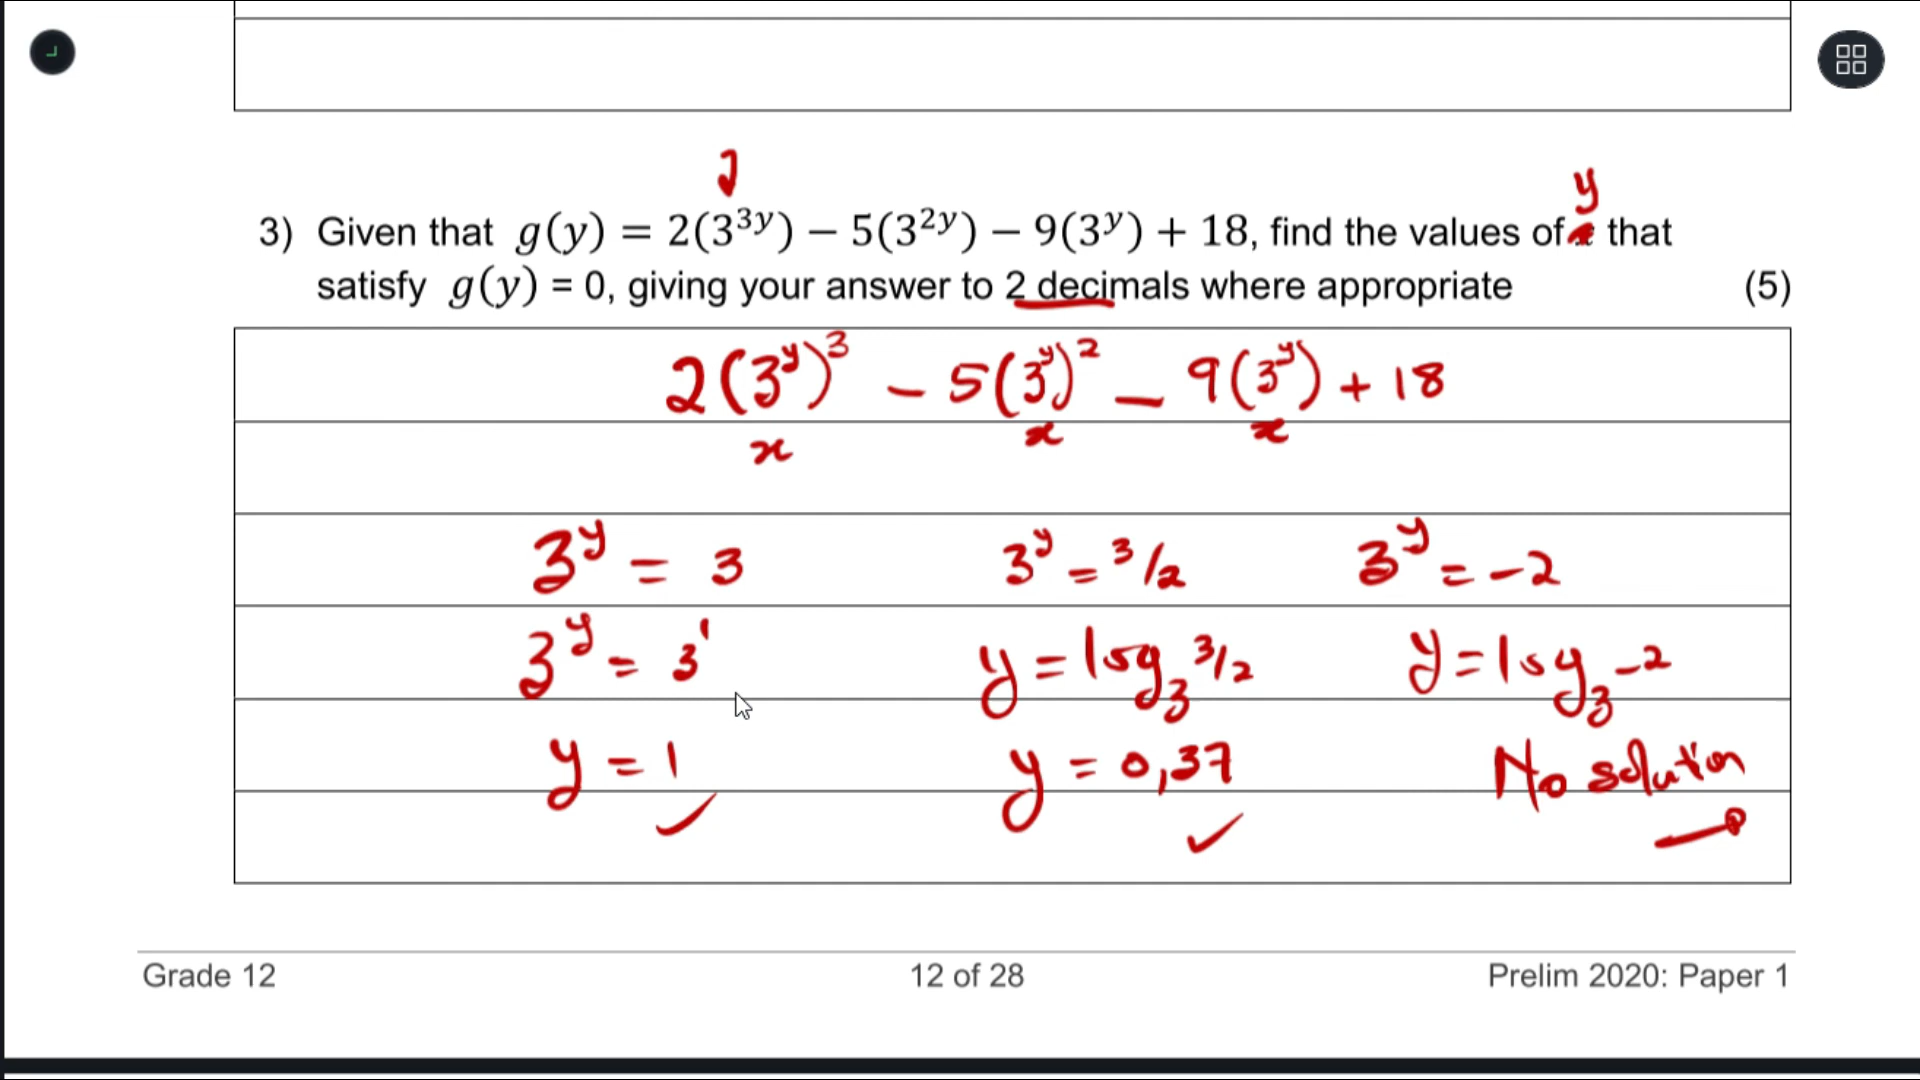 y
3) Given that g(y) = 2(3^{3y}) − 5(3^{2y}) − 9(3^y) + 18, find the values of that
satisfy g(y) = 0, giving your answer to 2 decimals where appropriate (5)
2(3^y)^3 − 5(3^y)^2 − 9(3^y) + 18
x x x
3^y = 3 3^y = 3/2 3^y = −2
3^y = 3^1 y = log_3 3/2 y = log_3 −2
y = 1 y = 0,37 No solution
Grade 12 12 of 28 Prelim 2020: Paper 1